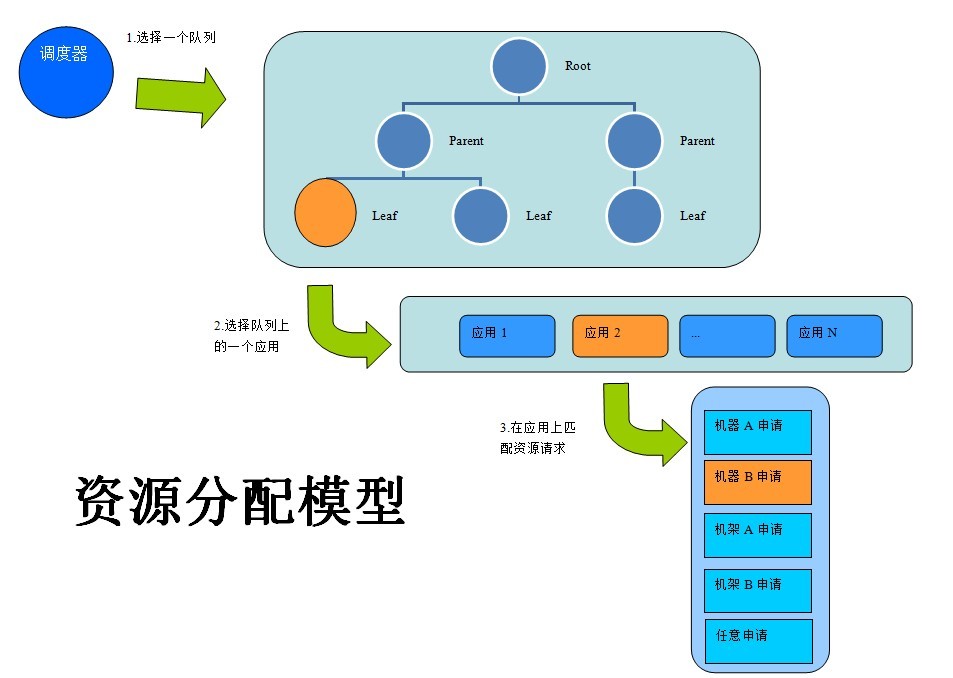 调度器
1.选择一个队列
Root
Parent
Parent
Leaf
Leaf
Leaf
2.选择队列上
的一个应用
应用 1
应用 2
...
应用 N
3.在应用上匹
配资源请求
机器 A 申请
机器 B 申请
机架 A 申请
机架 B 申请
任意申请
资源分配模型